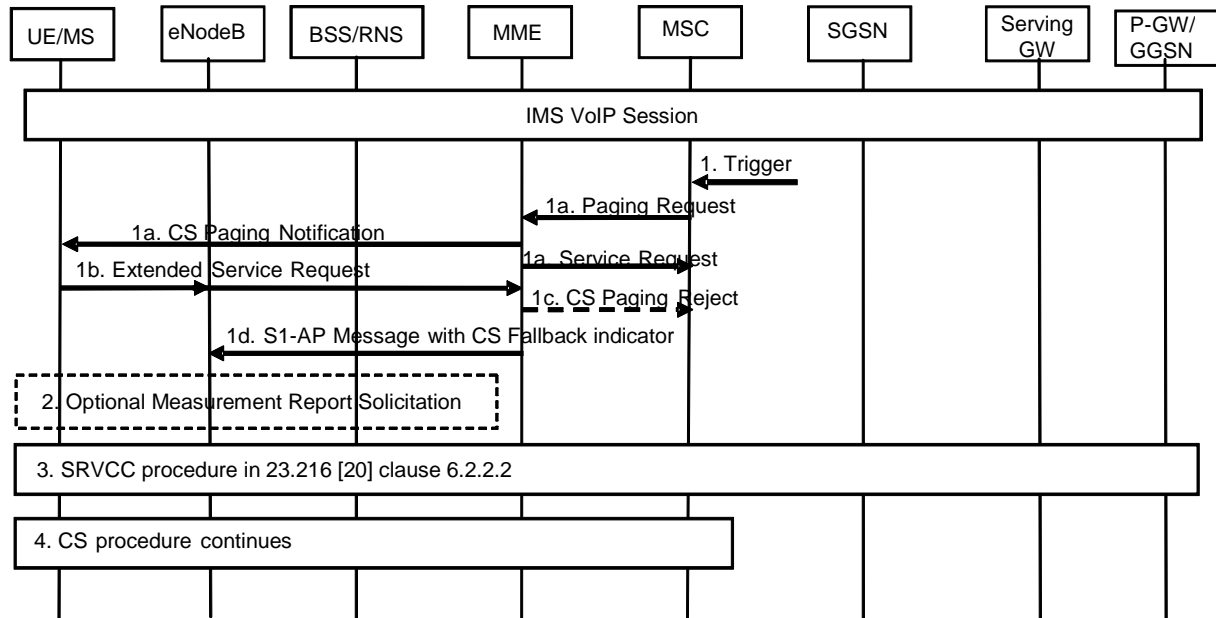 UE/MS
eNodeB
BSS/RNS
MME
MSC
SGSN
Serving
GW
P-GW/
GGSN
IMS VoIP Session
1. Trigger
1a. Paging Request
1a. CS Paging Notification
1a. Service Request
1b. Extended Service Request
1c. CS Paging Reject
1d. S1-AP Message with CS Fallback indicator
2. Optional Measurement Report Solicitation
3. SRVCC procedure in 23.216 [20] clause 6.2.2.2
4. CS procedure continues